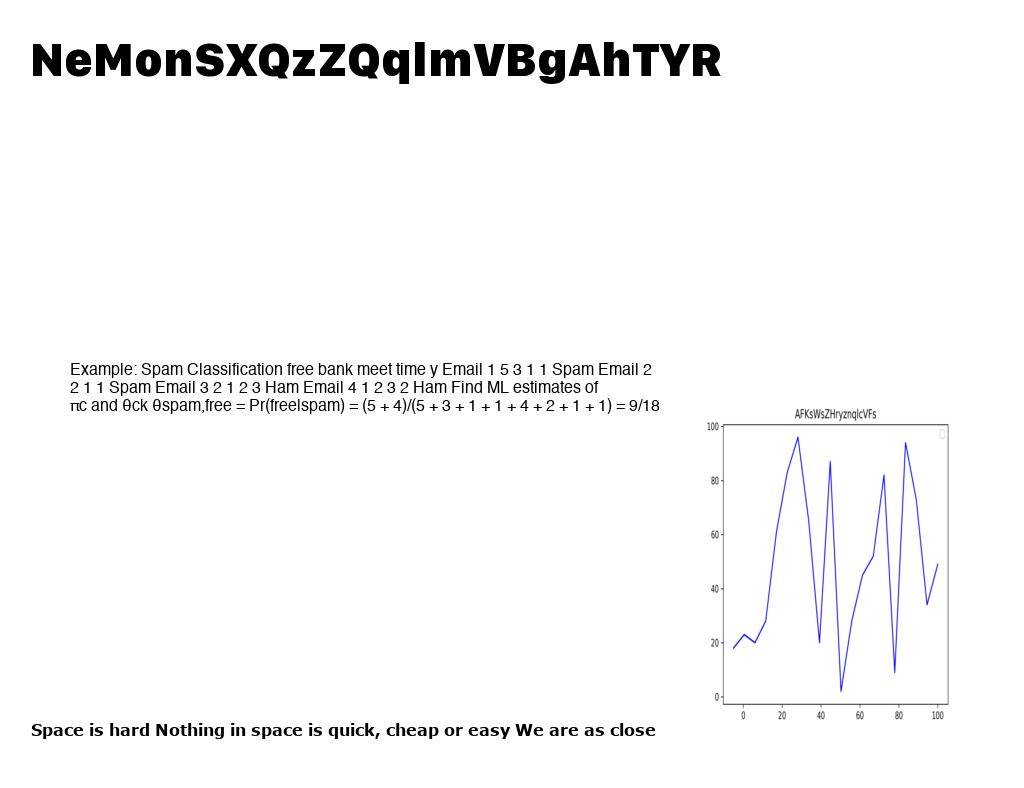 NeMonSXQzZQqlmVBgAhTYR
Example: Spam Classification free bank meet time y Email 1 5 3 1 1 Spam Email 2
2 1 1 Spam Email 3 2 1 2 3 Ham Email 4 1 2 3 2 Ham Find ML estimates of
πc and θck θspam,free = Pr(free|spam) = (5 + 4)/(5 + 3 + 1 + 1 + 4 + 2 + 1 + 1) = 9/18
AFKsWsZHryznqlcVFs
100
80
60
40
20
0
0 20 40 60 80 100
Space is hard Nothing in space is quick, cheap or easy We are as close